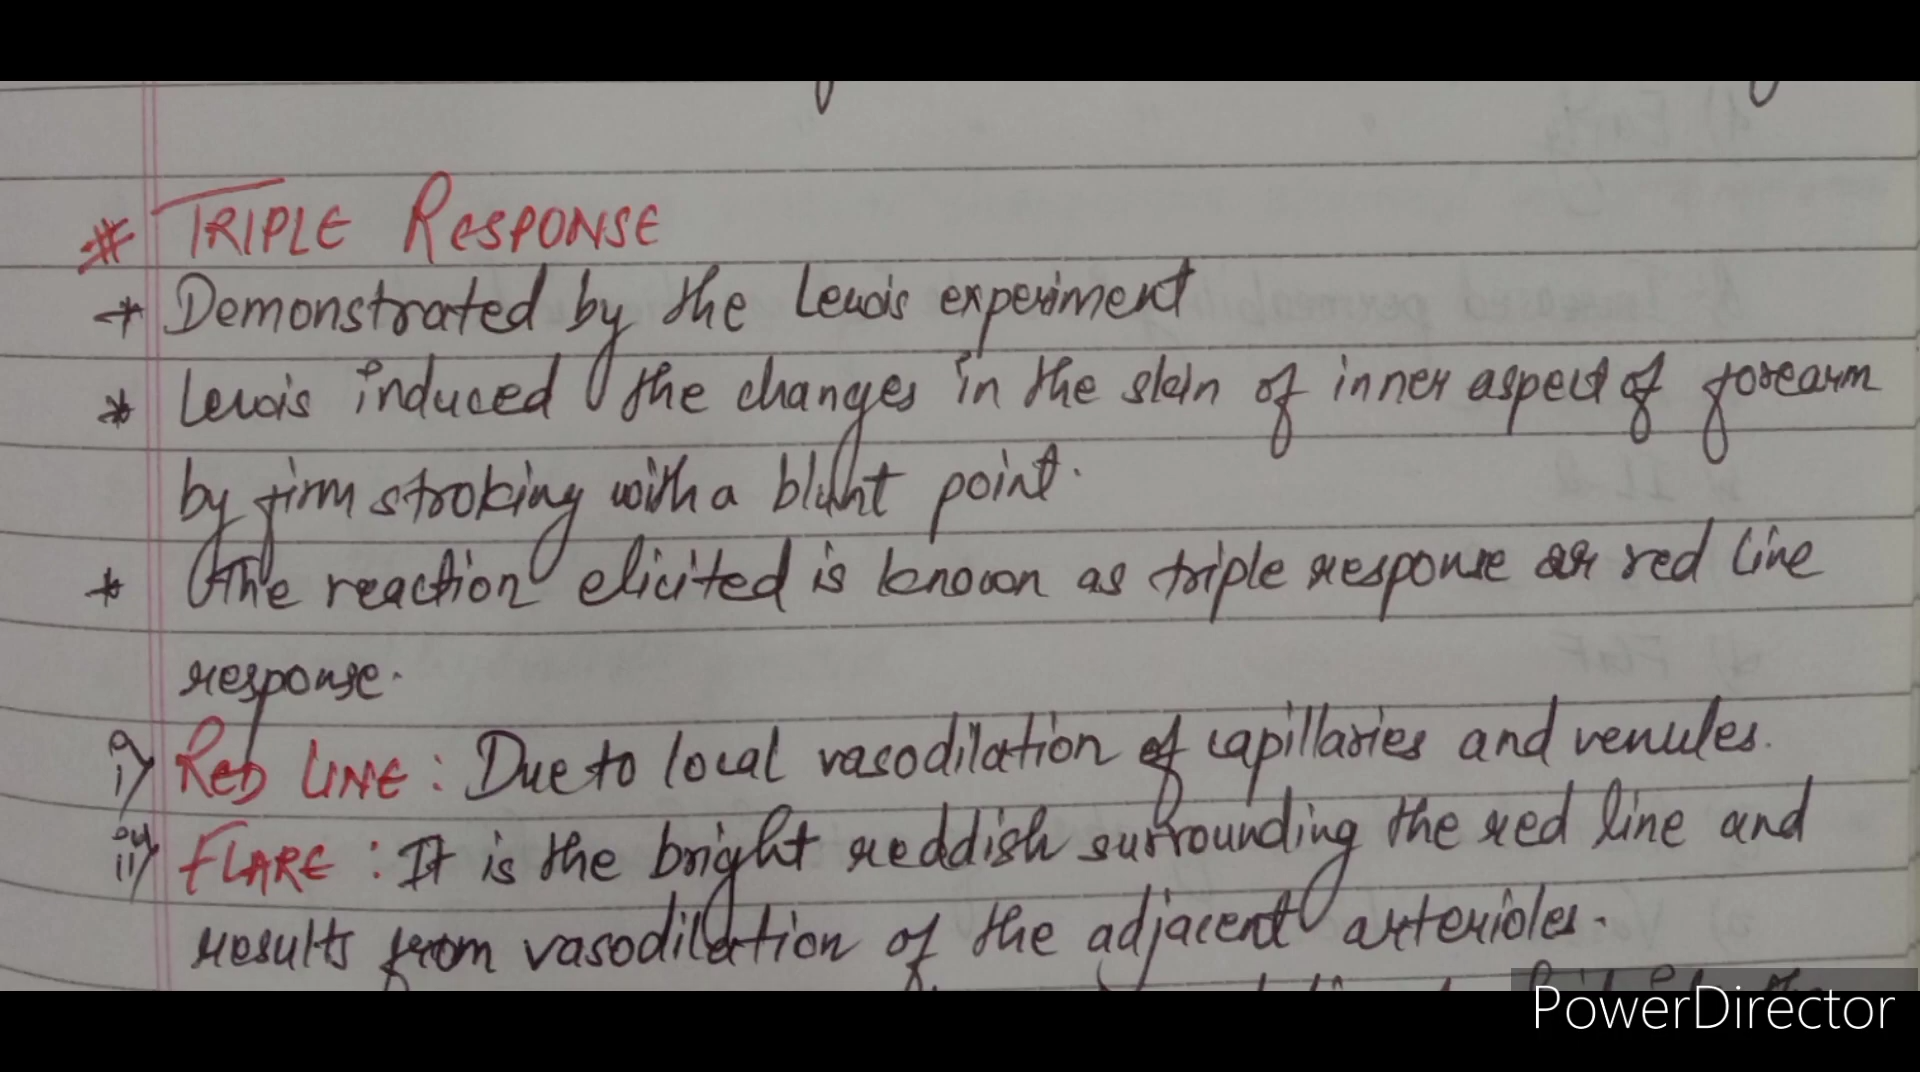 # TRIPLE RESPONSE
* Demonstrated by the Lewis experiment
* Lewis induced the changes in the skin of inner aspect of forearm
by firm stroking with a blunt point.
* The reaction elicited is known as triple response or red line
response.
i) RED LINE : Due to local vasodilation of capillaries and venules.
ii) FLARE : It is the bright reddish surrounding the red line and
results from vasodilation of the adjacent arterioles.
PowerDirector